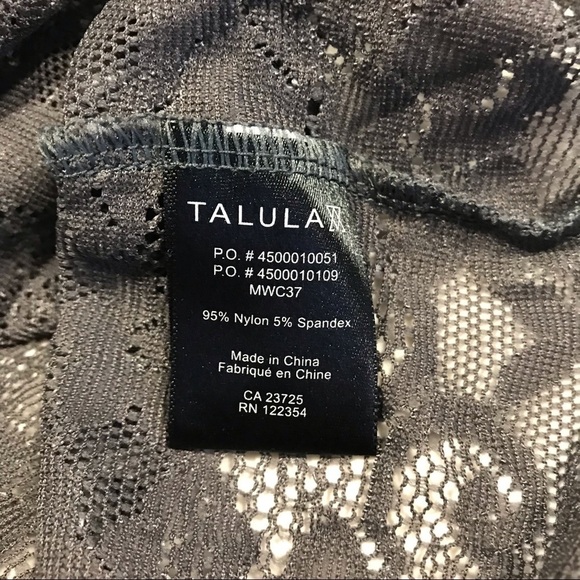 TALULA
P.O. # 4500010051
P.O. # 4500010109
MWC37
95% Nylon 5% Spandex
Made in China
Fabriqué en Chine
CA 23725
RN 122354